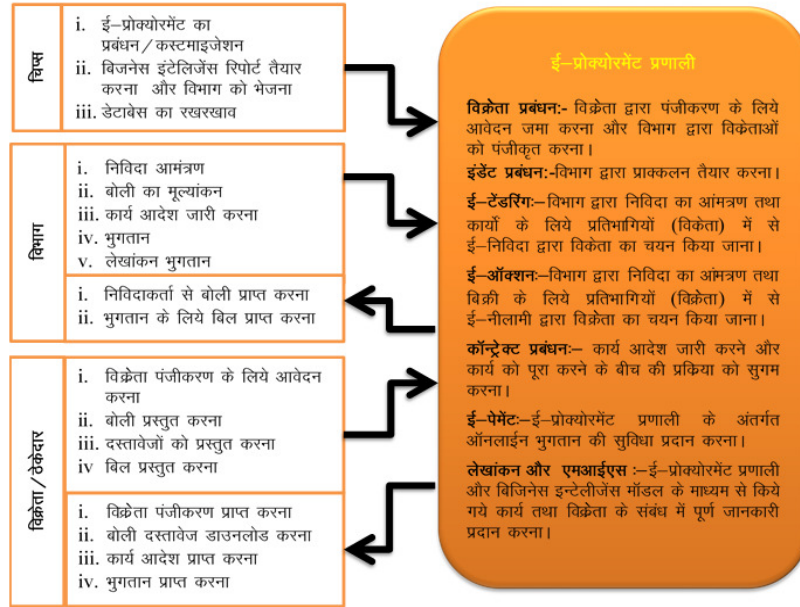 चिप्स
i. ई–प्रोक्योरमेंट का
प्रबंधन/कस्टमाइजेशन
ii. बिजनेस इंटेलिजेंस रिपोर्ट तैयार
करना और विभाग को भेजना
iii. डेटाबेस का रखरखाव
विभाग
i. निविदा आमंत्रण
ii. बोली का मूल्यांकन
iii. कार्य आदेश जारी करना
iv. भुगतान
v. लेखांकन भुगतान
i. निविदाकर्ता से बोली प्राप्त करना
ii. भुगतान के लिये बिल प्राप्त करना
विक्रेता/ठेकेदार
i. विक्रेता पंजीकरण के लिये आवेदन
करना
ii. बोली प्रस्तुत करना
iii. दस्तावेजों को प्रस्तुत करना
iv बिल प्रस्तुत करना
i. विक्रेता पंजीकरण प्राप्त करना
ii. बोली दस्तावेज डाउनलोड करना
iii. कार्य आदेश प्राप्त करना
iv. भुगतान प्राप्त करना
ई–प्रोक्योरमेंट प्रणाली
विक्रेता प्रबंधन:- विक्रेता द्वारा पंजीकरण के लिये
आवेदन जमा करना और विभाग द्वारा विकेताओं
को पंजीकृत करना।
इंडेंट प्रबंधन:-विभाग द्वारा प्राक्कलन तैयार करना।
ई–टेंडरिंगः–विभाग द्वारा निविदा का आंमत्रण तथा
कार्यो के लिये प्रतिभागियों (विकेता) में से
ई–निविदा द्वारा विकेता का चयन किया जाना।
ई–ऑक्शनः–विभाग द्वारा निविदा का आंमत्रण तथा
बिक्री के लिये प्रतिभागियों (विक्रेता) में से
ई–नीलामी द्वारा विक्रेता का चयन किया जाना।
कॉन्ट्रेक्ट प्रबंधनः– कार्य आदेश जारी करने और
कार्य को पूरा करने के बीच की प्रकिया को सुगम
करना।
ई–पेमेंटः–ई–प्रोक्योरमेंट प्रणाली के अंतर्गत
ऑनलाईन भुगतान की सुविधा प्रदान करना।
लेखांकन और एमआईएस :–ई–प्रोक्योरमेंट प्रणाली
और बिजिनेस इन्टेलीजेंस मॉडल के माध्यम से किये
गये कार्य तथा विक्रेता के संबंध में पूर्ण जानकारी
प्रदान करना।